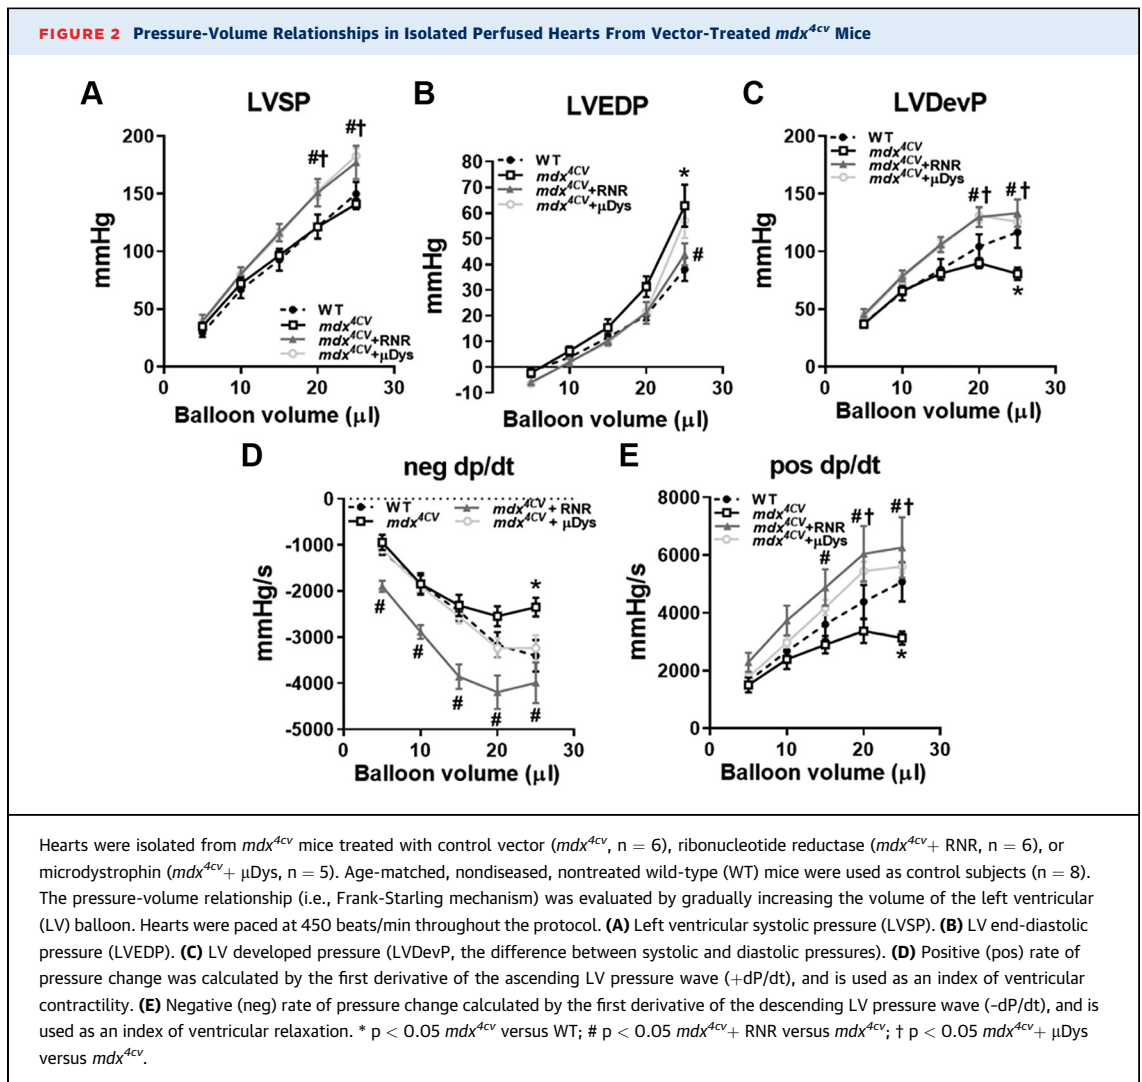 FIGURE 2 Pressure-Volume Relationships in Isolated Perfused Hearts From Vector-Treated mdx4cv Mice
A
LVSP
mmHg
200
150
100
50
0
#†
#†
WT
mdx4CV
mdx4CV+RNR
mdx4CV+μDys
0
10
20
30
Balloon volume (μl)
B
LVEDP
mmHg
80
70
60
50
40
30
20
10
0
-10
WT
mdx4CV
mdx4CV+RNR
mdx4CV+μDys
*
#
0
10
20
30
Balloon volume (μl)
C
LVDevP
mmHg
200
150
100
50
0
WT
mdx4CV
mdx4CV+RNR
mdx4CV+μDys
#†
#†
*
0
10
20
30
Balloon volume (μl)
D
neg dp/dt
mmHg/s
0
-1000
-2000
-3000
-4000
-5000
WT
mdx4CV
mdx4CV + RNR
mdx4CV + μDys
*
#
#
#
#
#
0
10
20
30
Balloon volume (μl)
E
pos dp/dt
mmHg/s
8000
6000
4000
2000
0
WT
mdx4CV
mdx4CV+RNR
mdx4CV+μDys
#
#†
#†
*
0
10
20
30
Balloon volume (μl)
Hearts were isolated from mdx4cv mice treated with control vector (mdx4cv, n = 6), ribonucleotide reductase (mdx4cv+ RNR, n = 6), or
microdystrophin (mdx4cv+ μDys, n = 5). Age-matched, nondiseased, nontreated wild-type (WT) mice were used as control subjects (n = 8).
The pressure-volume relationship (i.e., Frank-Starling mechanism) was evaluated by gradually increasing the volume of the left ventricular
(LV) balloon. Hearts were paced at 450 beats/min throughout the protocol. (A) Left ventricular systolic pressure (LVSP). (B) LV end-diastolic
pressure (LVEDP). (C) LV developed pressure (LVDevP, the difference between systolic and diastolic pressures). (D) Positive (pos) rate of
pressure change was calculated by the first derivative of the ascending LV pressure wave (+dP/dt), and is used as an index of ventricular
contractility. (E) Negative (neg) rate of pressure change calculated by the first derivative of the descending LV pressure wave (–dP/dt), and is
used as an index of ventricular relaxation. * p < 0.05 mdx4cv versus WT; # p < 0.05 mdx4cv+ RNR versus mdx4cv; † p < 0.05 mdx4cv+ μDys
versus mdx4cv.